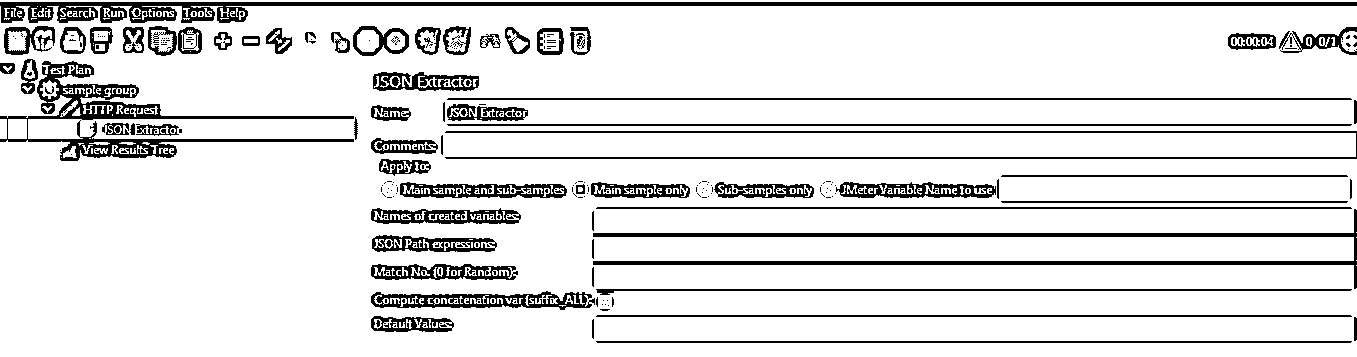 File Edit Search Run Options Tools Help
00:00:04 0 0/1
Test Plan
sample group
HTTP Request
JSON Extractor
View Results Tree
JSON Extractor
Name: JSON Extractor
Comments:
Apply to:
Main sample and sub-samples Main sample only Sub-samples only JMeter Variable Name to use
Names of created variables:
JSON Path expressions:
Match No. (0 for Random):
Compute concatenation var (suffix_ALL):
Default Values: